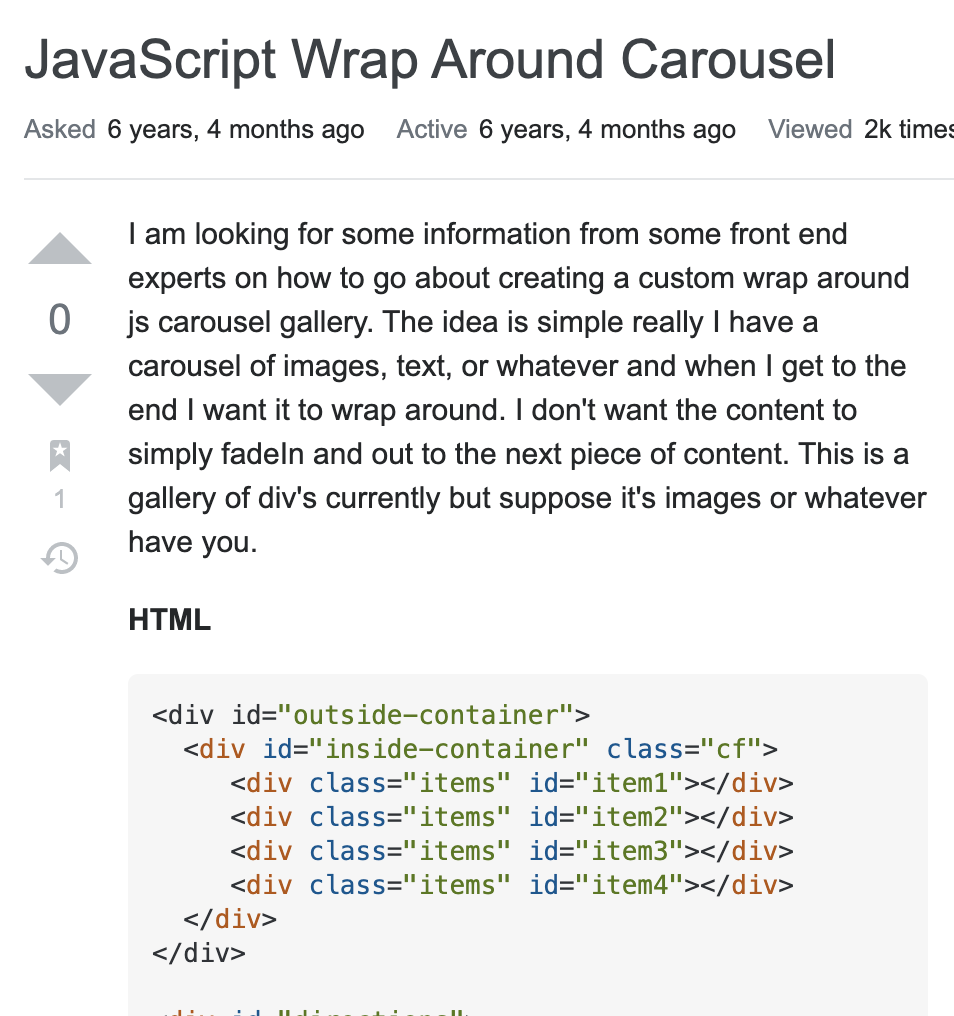 JavaScript Wrap Around Carousel
Asked 6 years, 4 months ago Active 6 years, 4 months ago Viewed 2k times
I am looking for some information from some front end
experts on how to go about creating a custom wrap around
0
js carousel gallery. The idea is simple really I have a
carousel of images, text, or whatever and when I get to the
end I want it to wrap around. I don't want the content to
simply fadeIn and out to the next piece of content. This is a
1
gallery of div's currently but suppose it's images or whatever
have you.
HTML
<div id="outside-container">
  <div id="inside-container" class="cf">
     <div class="items" id="item1"></div>
     <div class="items" id="item2"></div>
     <div class="items" id="item3"></div>
     <div class="items" id="item4"></div>
  </div>
</div>
<div id="directions">